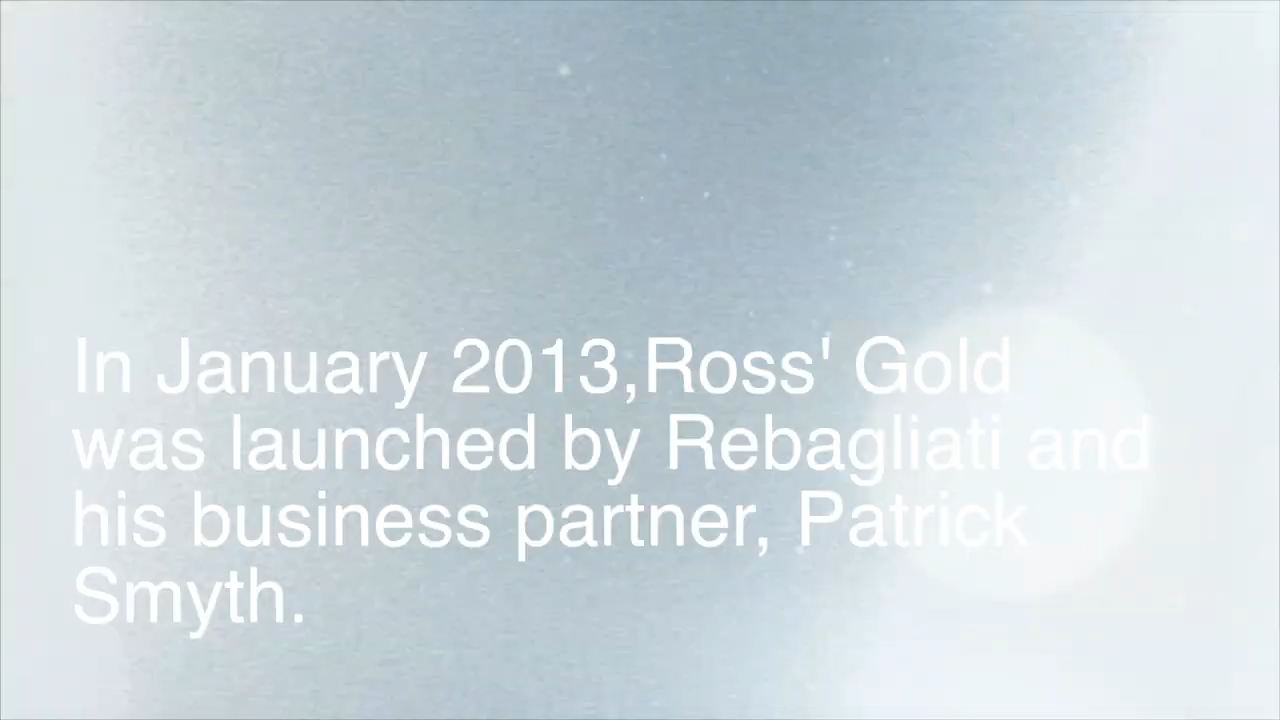 In January 2013,Ross' Gold
was launched by Rebagliati and
his business partner, Patrick
Smyth.